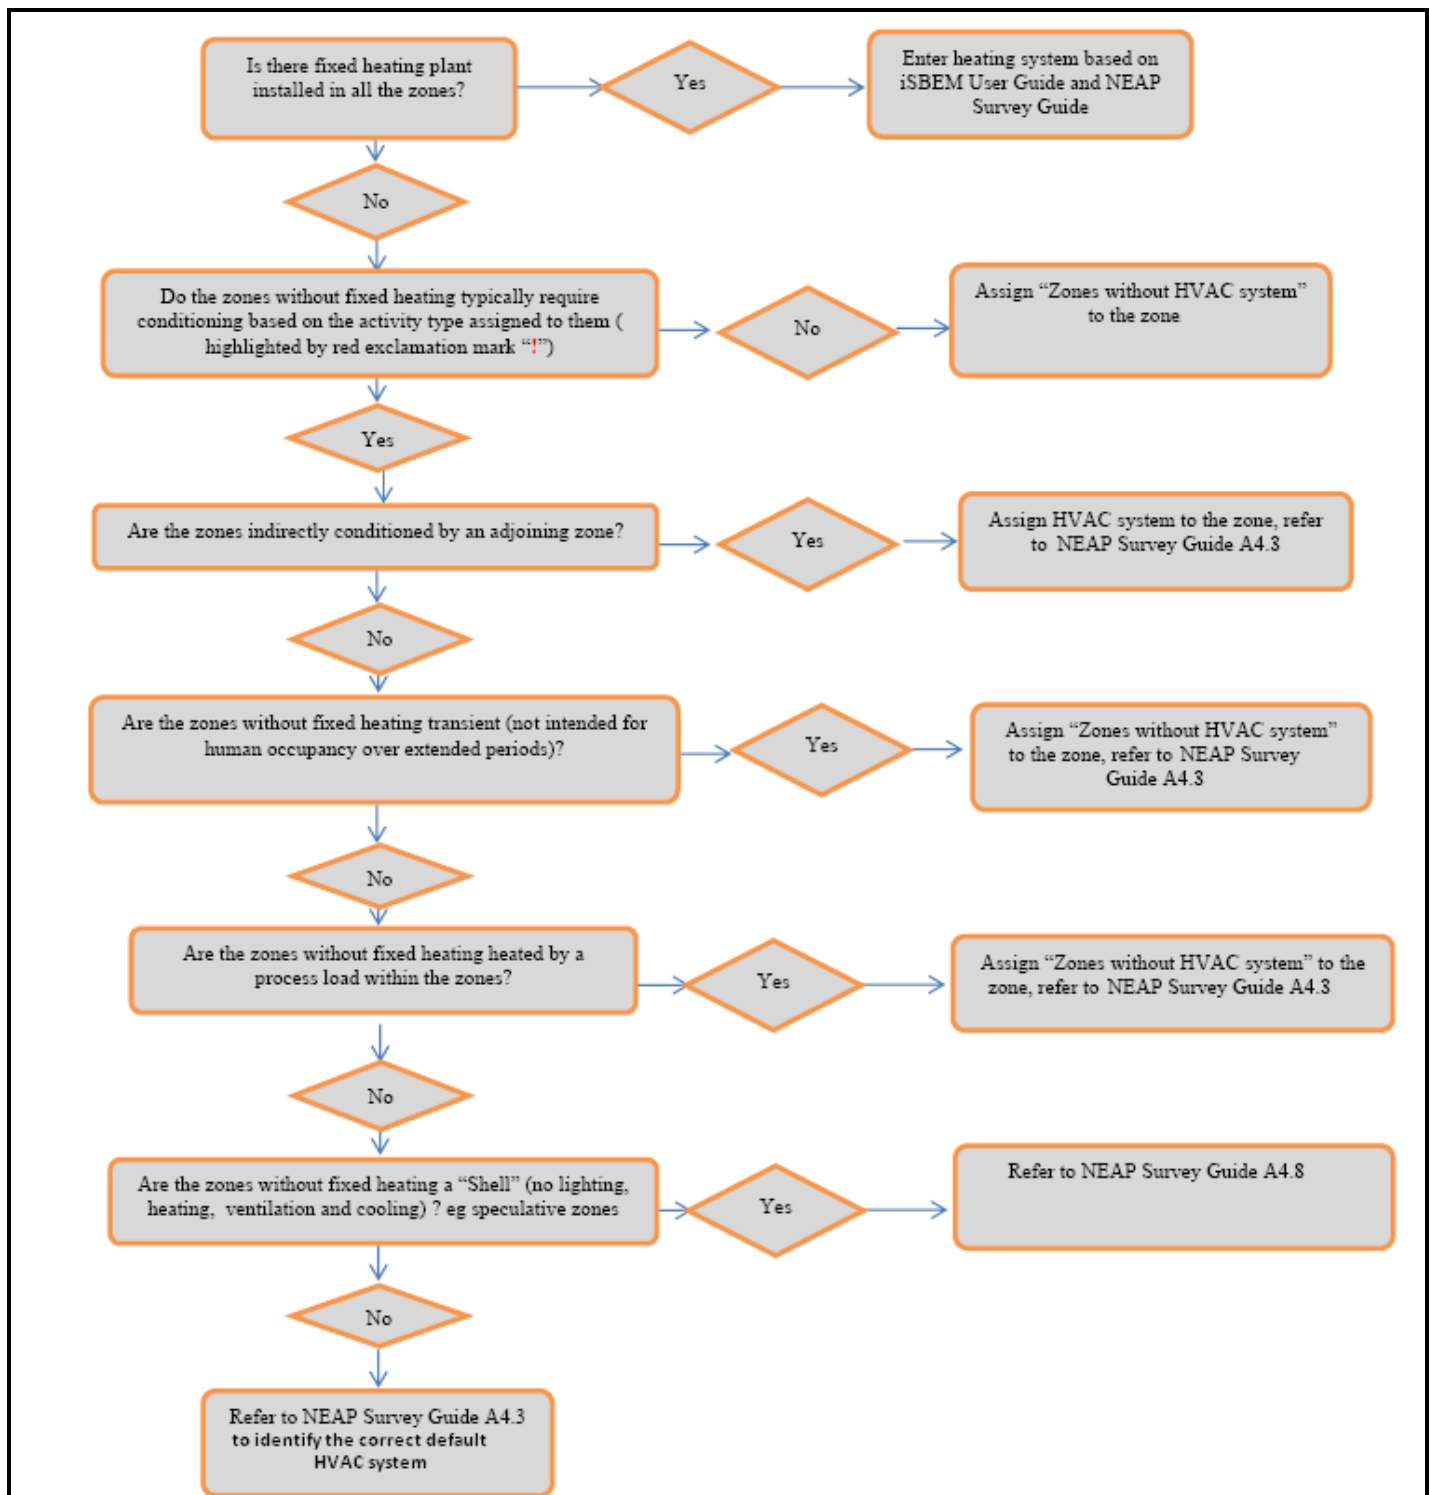 Is there fixed heating plant
installed in all the zones?
Yes
Enter heating system based on
iSBEM User Guide and NEAP
Survey Guide
No
Do the zones without fixed heating typically require
conditioning based on the activity type assigned to them (
highlighted by red exclamation mark “!”)
No
Assign “Zones without HVAC system”
to the zone
Yes
Are the zones indirectly conditioned by an adjoining zone?
Yes
Assign HVAC system to the zone, refer
to NEAP Survey Guide A4.3
No
Are the zones without fixed heating transient (not intended for
human occupancy over extended periods)?
Yes
Assign “Zones without HVAC system”
to the zone, refer to NEAP Survey
Guide A4.3
No
Are the zones without fixed heating heated by a
process load within the zones?
Yes
Assign “Zones without HVAC system” to the
zone, refer to NEAP Survey Guide A4.3
No
Are the zones without fixed heating a “Shell” (no lighting,
heating, ventilation and cooling) ? eg speculative zones
Yes
Refer to NEAP Survey Guide A4.8
No
Refer to NEAP Survey Guide A4.3
to identify the correct default
HVAC system